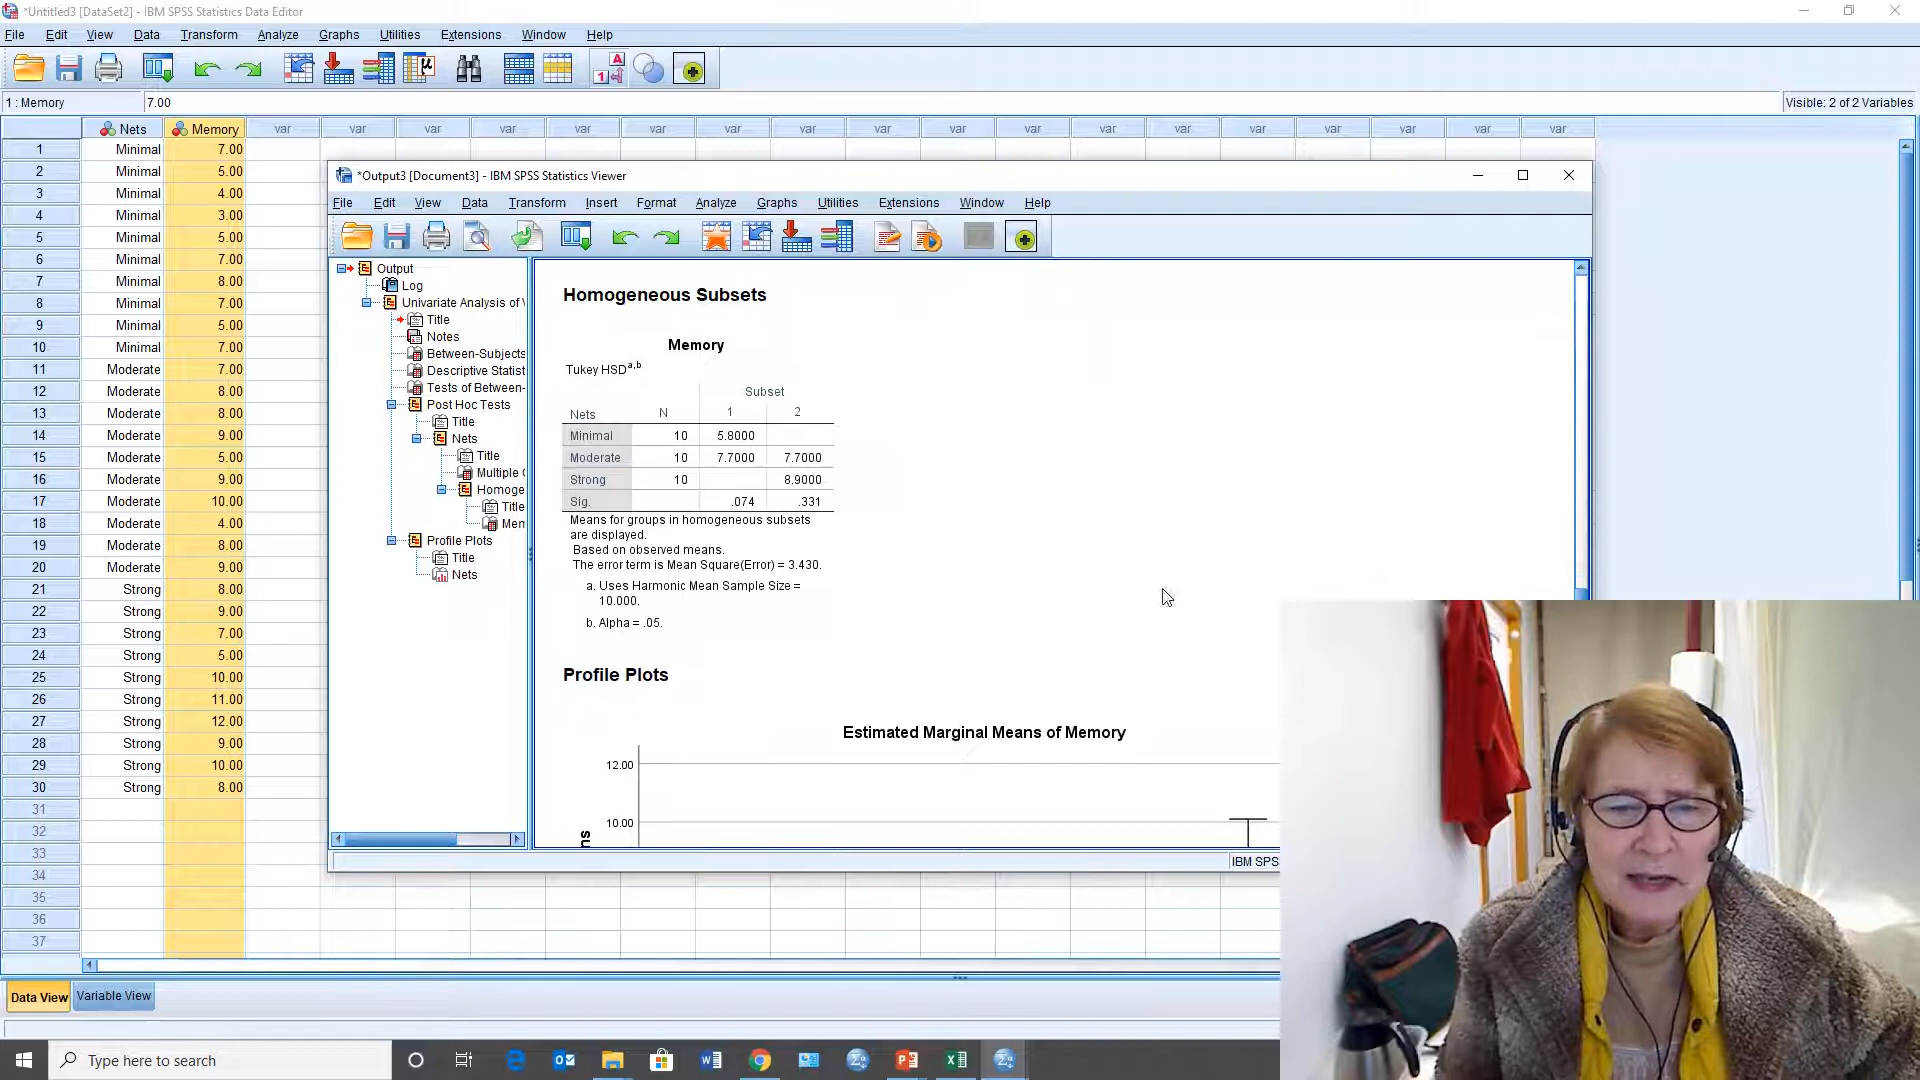 *Untitled3 [DataSet2] - IBM SPSS Statistics Data Editor
File Edit View Data Transform Analyze Graphs Utilities Extensions Window Help
1 : Memory 7.00 Visible: 2 of 2 Variables
Nets Memory var var var var var var var var var var var var var var var var var var
1 Minimal 7.00
2 Minimal 5.00
3 Minimal 4.00
4 Minimal 3.00
5 Minimal 5.00
6 Minimal 7.00
7 Minimal 8.00
8 Minimal 7.00
9 Minimal 5.00
10 Minimal 7.00
11 Moderate 7.00
12 Moderate 8.00
13 Moderate 8.00
14 Moderate 9.00
15 Moderate 5.00
16 Moderate 9.00
17 Moderate 10.00
18 Moderate 4.00
19 Moderate 8.00
20 Moderate 9.00
21 Strong 8.00
22 Strong 9.00
23 Strong 7.00
24 Strong 5.00
25 Strong 10.00
26 Strong 11.00
27 Strong 12.00
28 Strong 9.00
29 Strong 10.00
30 Strong 8.00
31
32
33
34
35
36
37
*Output3 [Document3] - IBM SPSS Statistics Viewer
File Edit View Data Transform Insert Format Analyze Graphs Utilities Extensions Window Help
Output
Log
Univariate Analysis of
Title
Notes
Between-Subjects
Descriptive Statist
Tests of Between-
Post Hoc Tests
Title
Nets
Title
Multiple
Homoge
Title
Mem
Profile Plots
Title
Nets
Homogeneous Subsets
Memory
Tukey HSDa,b
Subset
Nets N 1 2
Minimal 10 5.8000
Moderate 10 7.7000 7.7000
Strong 10 8.9000
Sig. .074 .331
Means for groups in homogeneous subsets
are displayed.
Based on observed means.
The error term is Mean Square(Error) = 3.430.
a. Uses Harmonic Mean Sample Size =
10.000.
b. Alpha = .05.
Profile Plots
Estimated Marginal Means of Memory
12.00
10.00
ns
IBM SPS
Data View Variable View
Type here to search